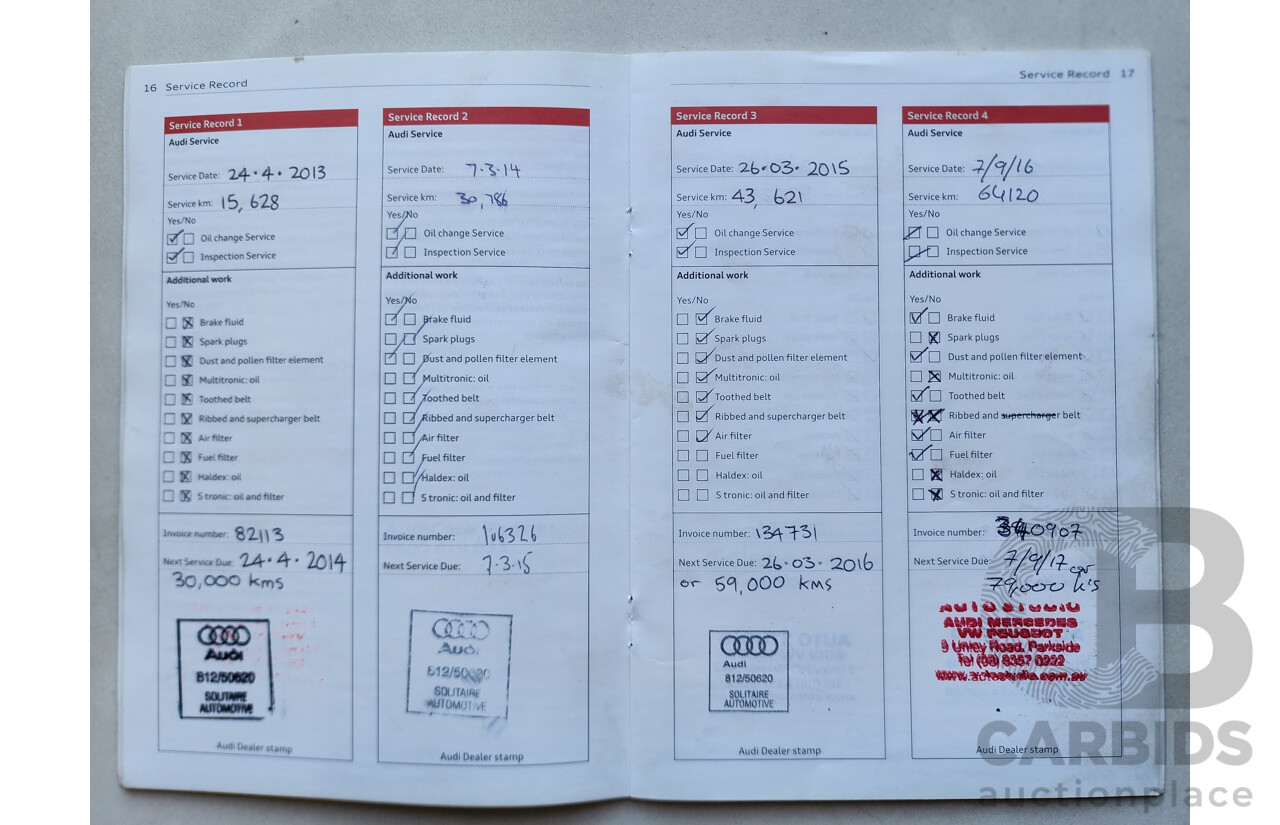 16 Service Record
Service Record 1
Audi Service
Service Date: 24·4·2013
Service km: 15,628
Yes/No
Oil change Service
Inspection Service
Additional work
Yes/No
Brake fluid
Spark plugs
Dust and pollen filter element
Multitronic: oil
Toothed belt
Ribbed and supercharger belt
Air filter
Fuel filter
Haldex: oil
S tronic: oil and filter
Invoice number: 82113
Next Service Due: 24·4·2014
30,000 kms
Audi
812/50620
SOLITAIRE
AUTOMOTIVE
Audi Dealer stamp
Service Record 2
Audi Service
Service Date: 7·3·14
Service km: 30,786
Yes/No
Oil change Service
Inspection Service
Additional work
Yes/No
Brake fluid
Spark plugs
Dust and pollen filter element
Multitronic: oil
Toothed belt
Ribbed and supercharger belt
Air filter
Fuel filter
Haldex: oil
S tronic: oil and filter
Invoice number: 106326
Next Service Due: 7·3·15
Audi
812/50620
SOLITAIRE
AUTOMOTIVE
Audi Dealer stamp
Service Record 17
Service Record 3
Audi Service
Service Date: 26·03·2015
Service km: 43,621
Yes/No
Oil change Service
Inspection Service
Additional work
Yes/No
Brake fluid
Spark plugs
Dust and pollen filter element
Multitronic: oil
Toothed belt
Ribbed and supercharger belt
Air filter
Fuel filter
Haldex: oil
S tronic: oil and filter
Invoice number: 134731
Next Service Due: 26·03·2016
or 59,000 kms
Audi
812/50620
SOLITAIRE
AUTOMOTIVE
Audi Dealer stamp
Service Record 4
Audi Service
Service Date: 7/9/16
Service km: 64120
Yes/No
Oil change Service
Inspection Service
Additional work
Yes/No
Brake fluid
Spark plugs
Dust and pollen filter element
Multitronic: oil
Toothed belt
Ribbed and supercharger belt
Air filter
Fuel filter
Haldex: oil
S tronic: oil and filter
Invoice number: 340907
Next Service Due: 7/9/17 or
79,000 k's
AUTOSTUDIO
AUDI MERCEDES
VW PEUGEOT
9 Unley Road, Parkside
Tel (08) 8357 0222
www.autostudio.com.au
Audi Dealer stamp
CB
CARBIDS
auctionplace